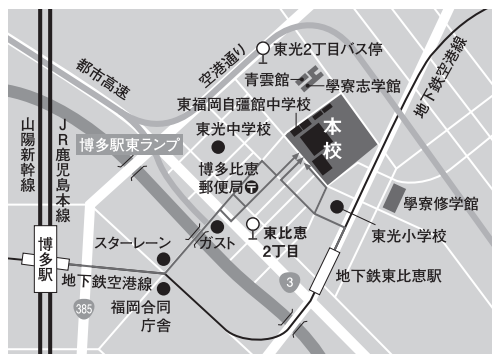 東光2丁目バス停
空港通り
青雲館
學寮志学館
都市高速
東福岡自彊館中学校
地下鉄空港線
本校
東光中学校
博多駅東ランプ
山陽新幹線
JR鹿児島本線
博多比恵
郵便局
學寮修学館
東光小学校
東比恵
2丁目
ガスト
スターレーン
博多駅
地下鉄空港線
地下鉄東比恵駅
3
385
福岡合同
庁舎